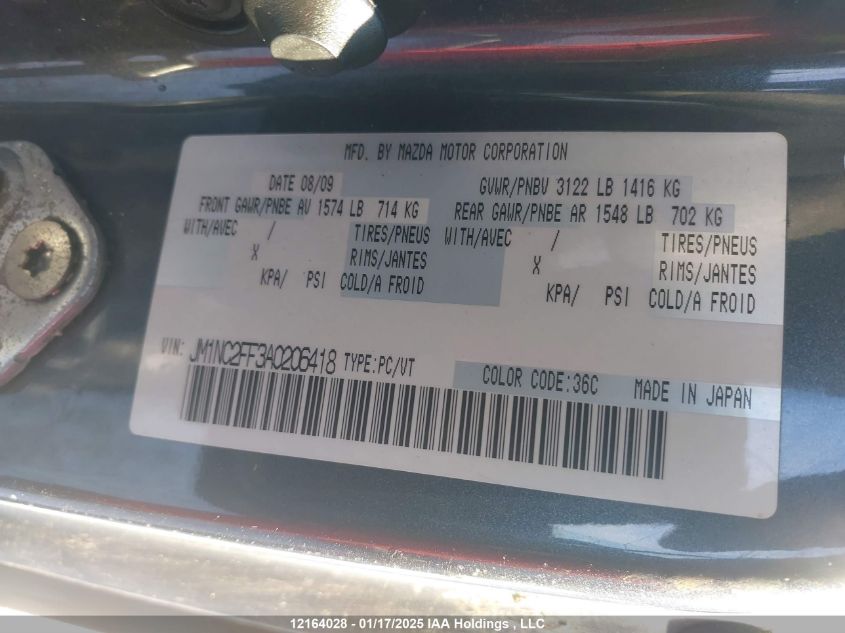 MFD. BY MAZDA MOTOR CORPORATION
DATE 08/09 GVWR/PNBV 3122 LB 1416 KG
FRONT GAWR/PNBE AV 1574 LB 714 KG REAR GAWR/PNBE AR 1548 LB 702 KG
WITH/AVEC / TIRES/PNEUS WITH/AVEC / TIRES/PNEUS
X RIMS/JANTES X RIMS/JANTES
KPA/ PSI COLD/A FROID KPA/ PSI COLD/A FROID
VIN: JM1NC2FF3A0206418 TYPE:PC/VT
COLOR CODE:36C MADE IN JAPAN
12164028 - 01/17/2025 IAA Holdings , LLC